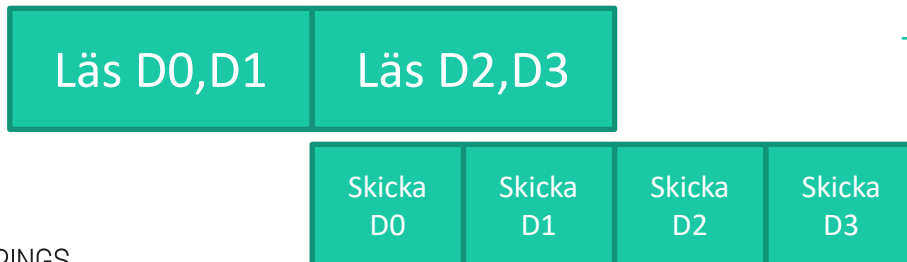 Läs D0,D1
Läs D2,D3
Skicka
D0
Skicka
D1
Skicka
D2
Skicka
D3